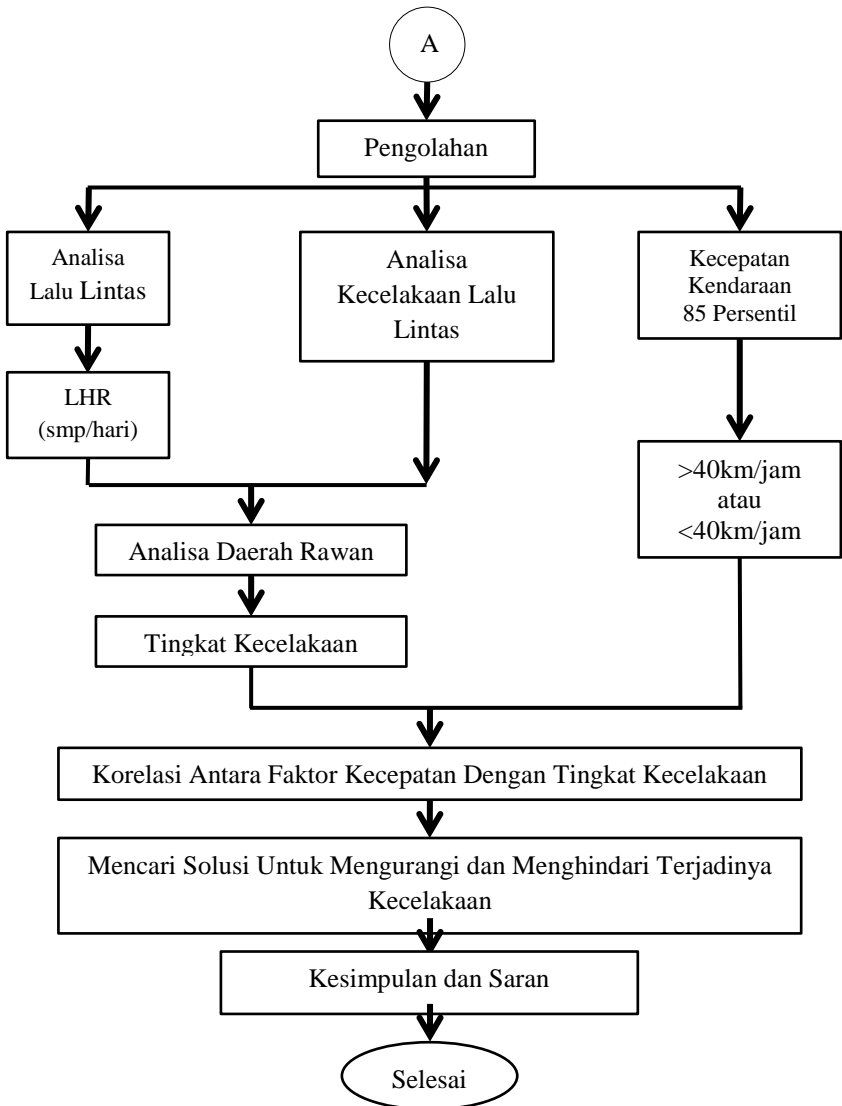 A
Pengolahan
Analisa
Lalu Lintas
Analisa
Kecelakaan Lalu
Lintas
Kecepatan
Kendaraan
85 Persentil
LHR
(smp/hari)
>40km/jam
atau
<40km/jam
Analisa Daerah Rawan
Tingkat Kecelakaan
Korelasi Antara Faktor Kecepatan Dengan Tingkat Kecelakaan
Mencari Solusi Untuk Mengurangi dan Menghindari Terjadinya
Kecelakaan
Kesimpulan dan Saran
Selesai